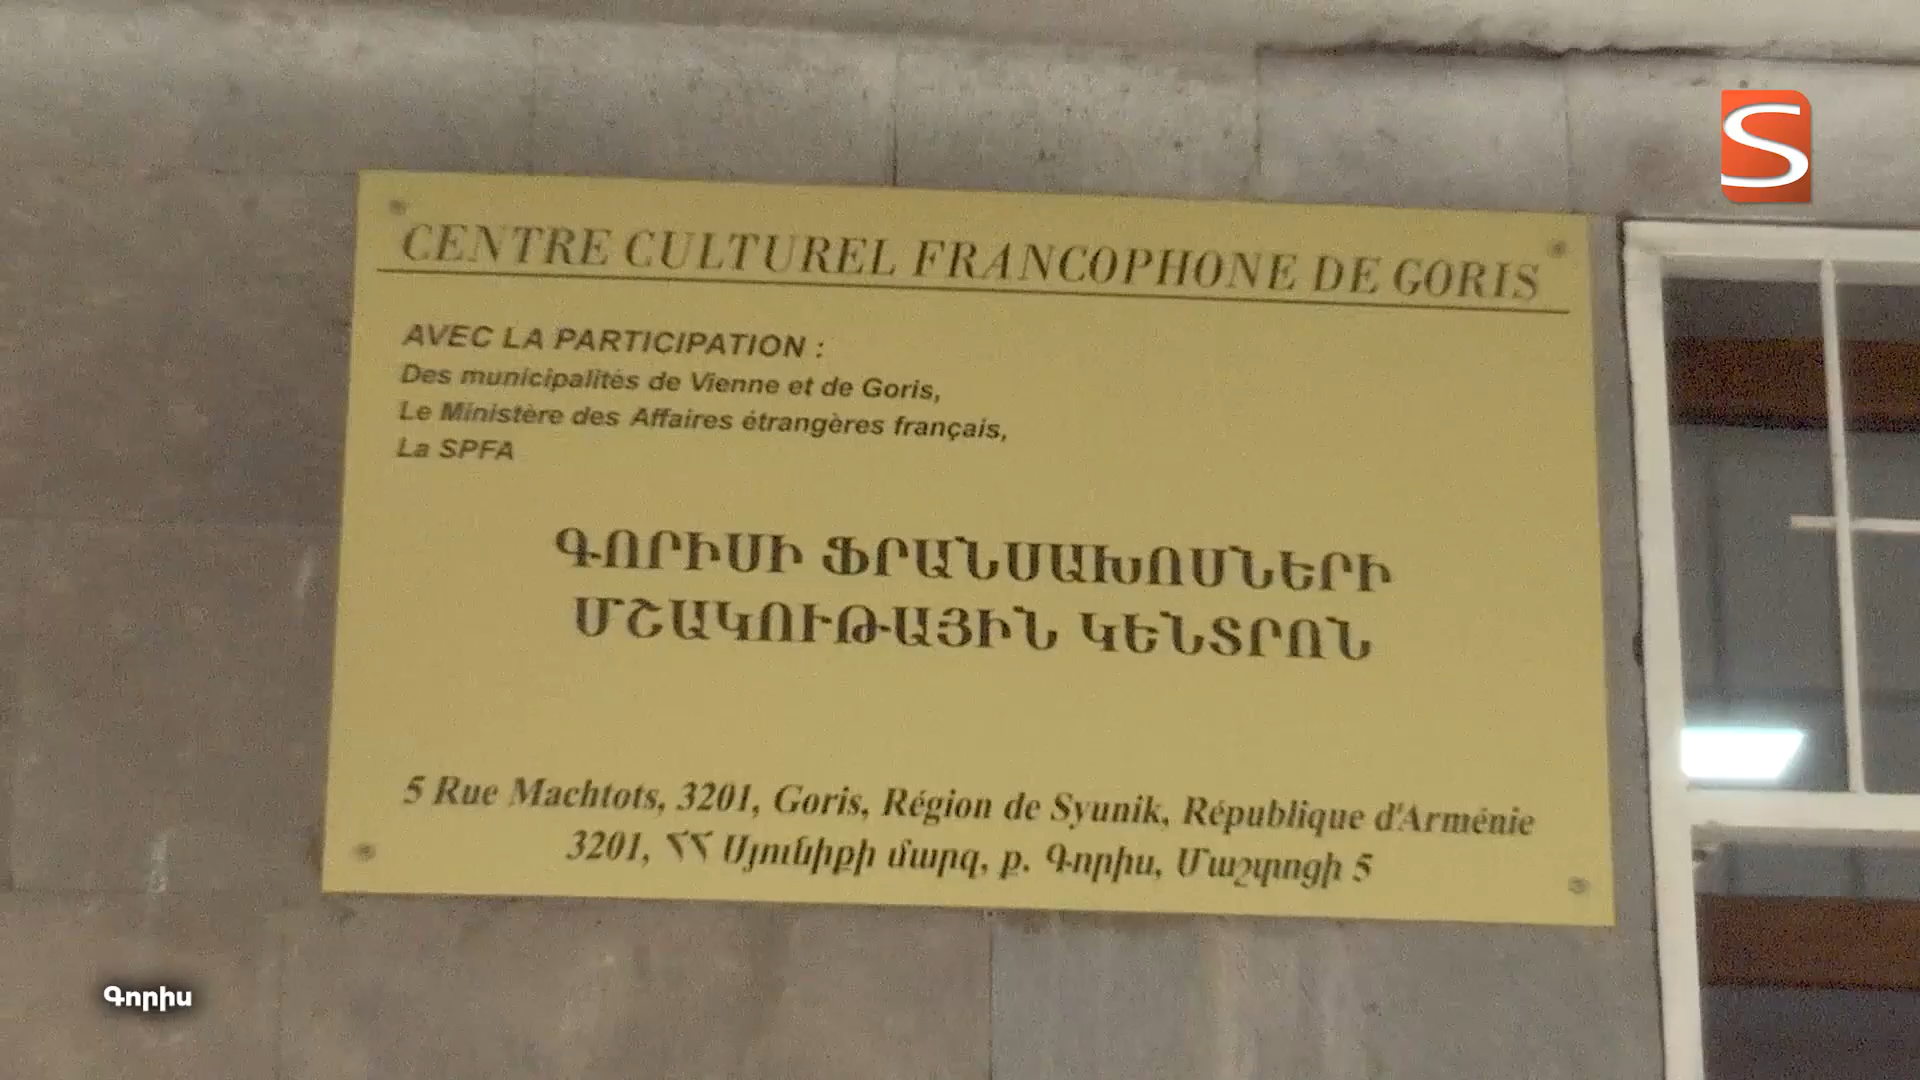 S
CENTRE CULTUREL FRANCOPHONE DE GORIS
AVEC LA PARTICIPATION :
Des municipalités de Vienne et de Goris,
Le Ministère des Affaires étrangères français,
La SPFA
ԳՈՐԻՍԻ ՖՐԱՆՍԱԽՈՍՆԵՐԻ
ՄՇԱԿՈՒԹԱՅԻՆ ԿԵՆՏՐՈՆ
5 Rue Machtots, 3201, Goris, Région de Syunik, République d'Arménie
3201, ՀՀ Սյունիքի մարզ, ք. Գորիս, Մաշտոցի 5
Գորիս